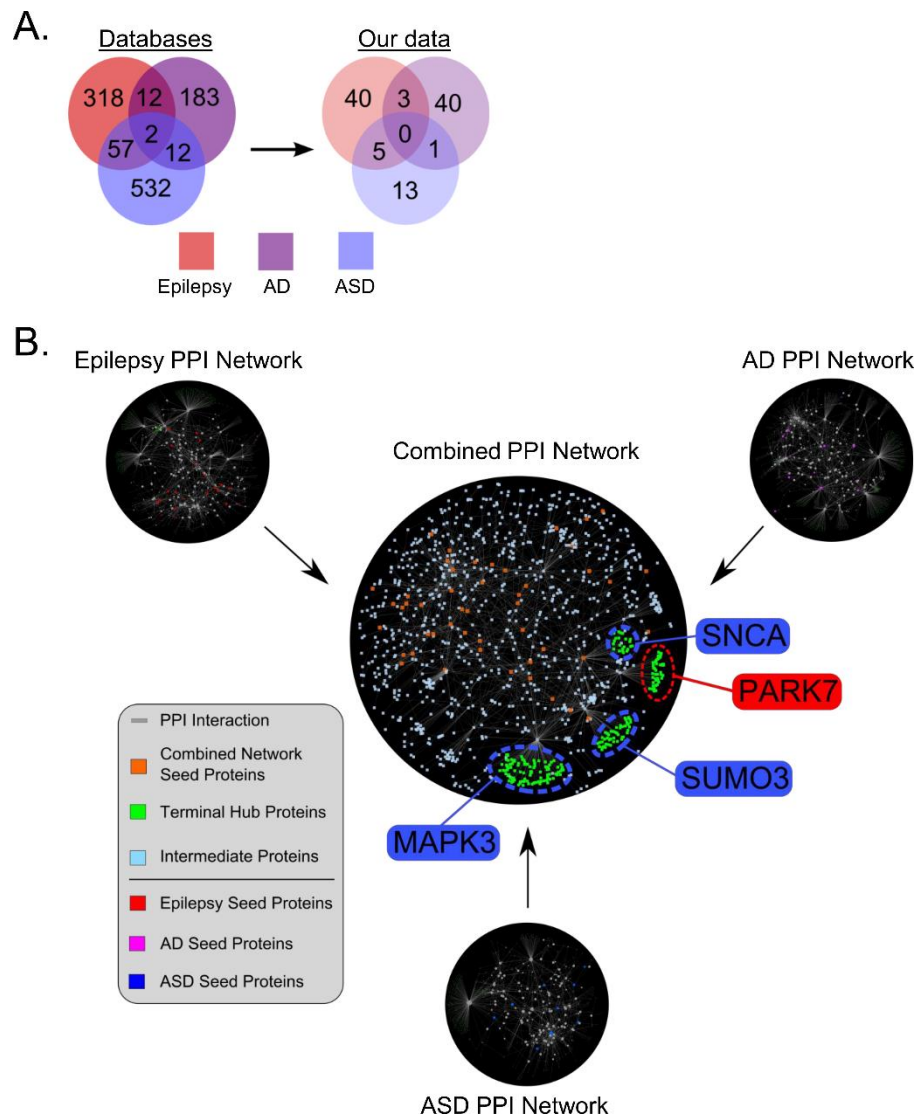 A.
Databases
Our data
318 12 183
2
57 12
532
40 3 40
0
5 1
13
Epilepsy AD ASD
B.
Epilepsy PPI Network
AD PPI Network
Combined PPI Network
SNCA
PARK7
SUMO3
MAPK3
PPI Interaction
Combined Network
Seed Proteins
Terminal Hub Proteins
Intermediate Proteins
Epilepsy Seed Proteins
AD Seed Proteins
ASD Seed Proteins
ASD PPI Network